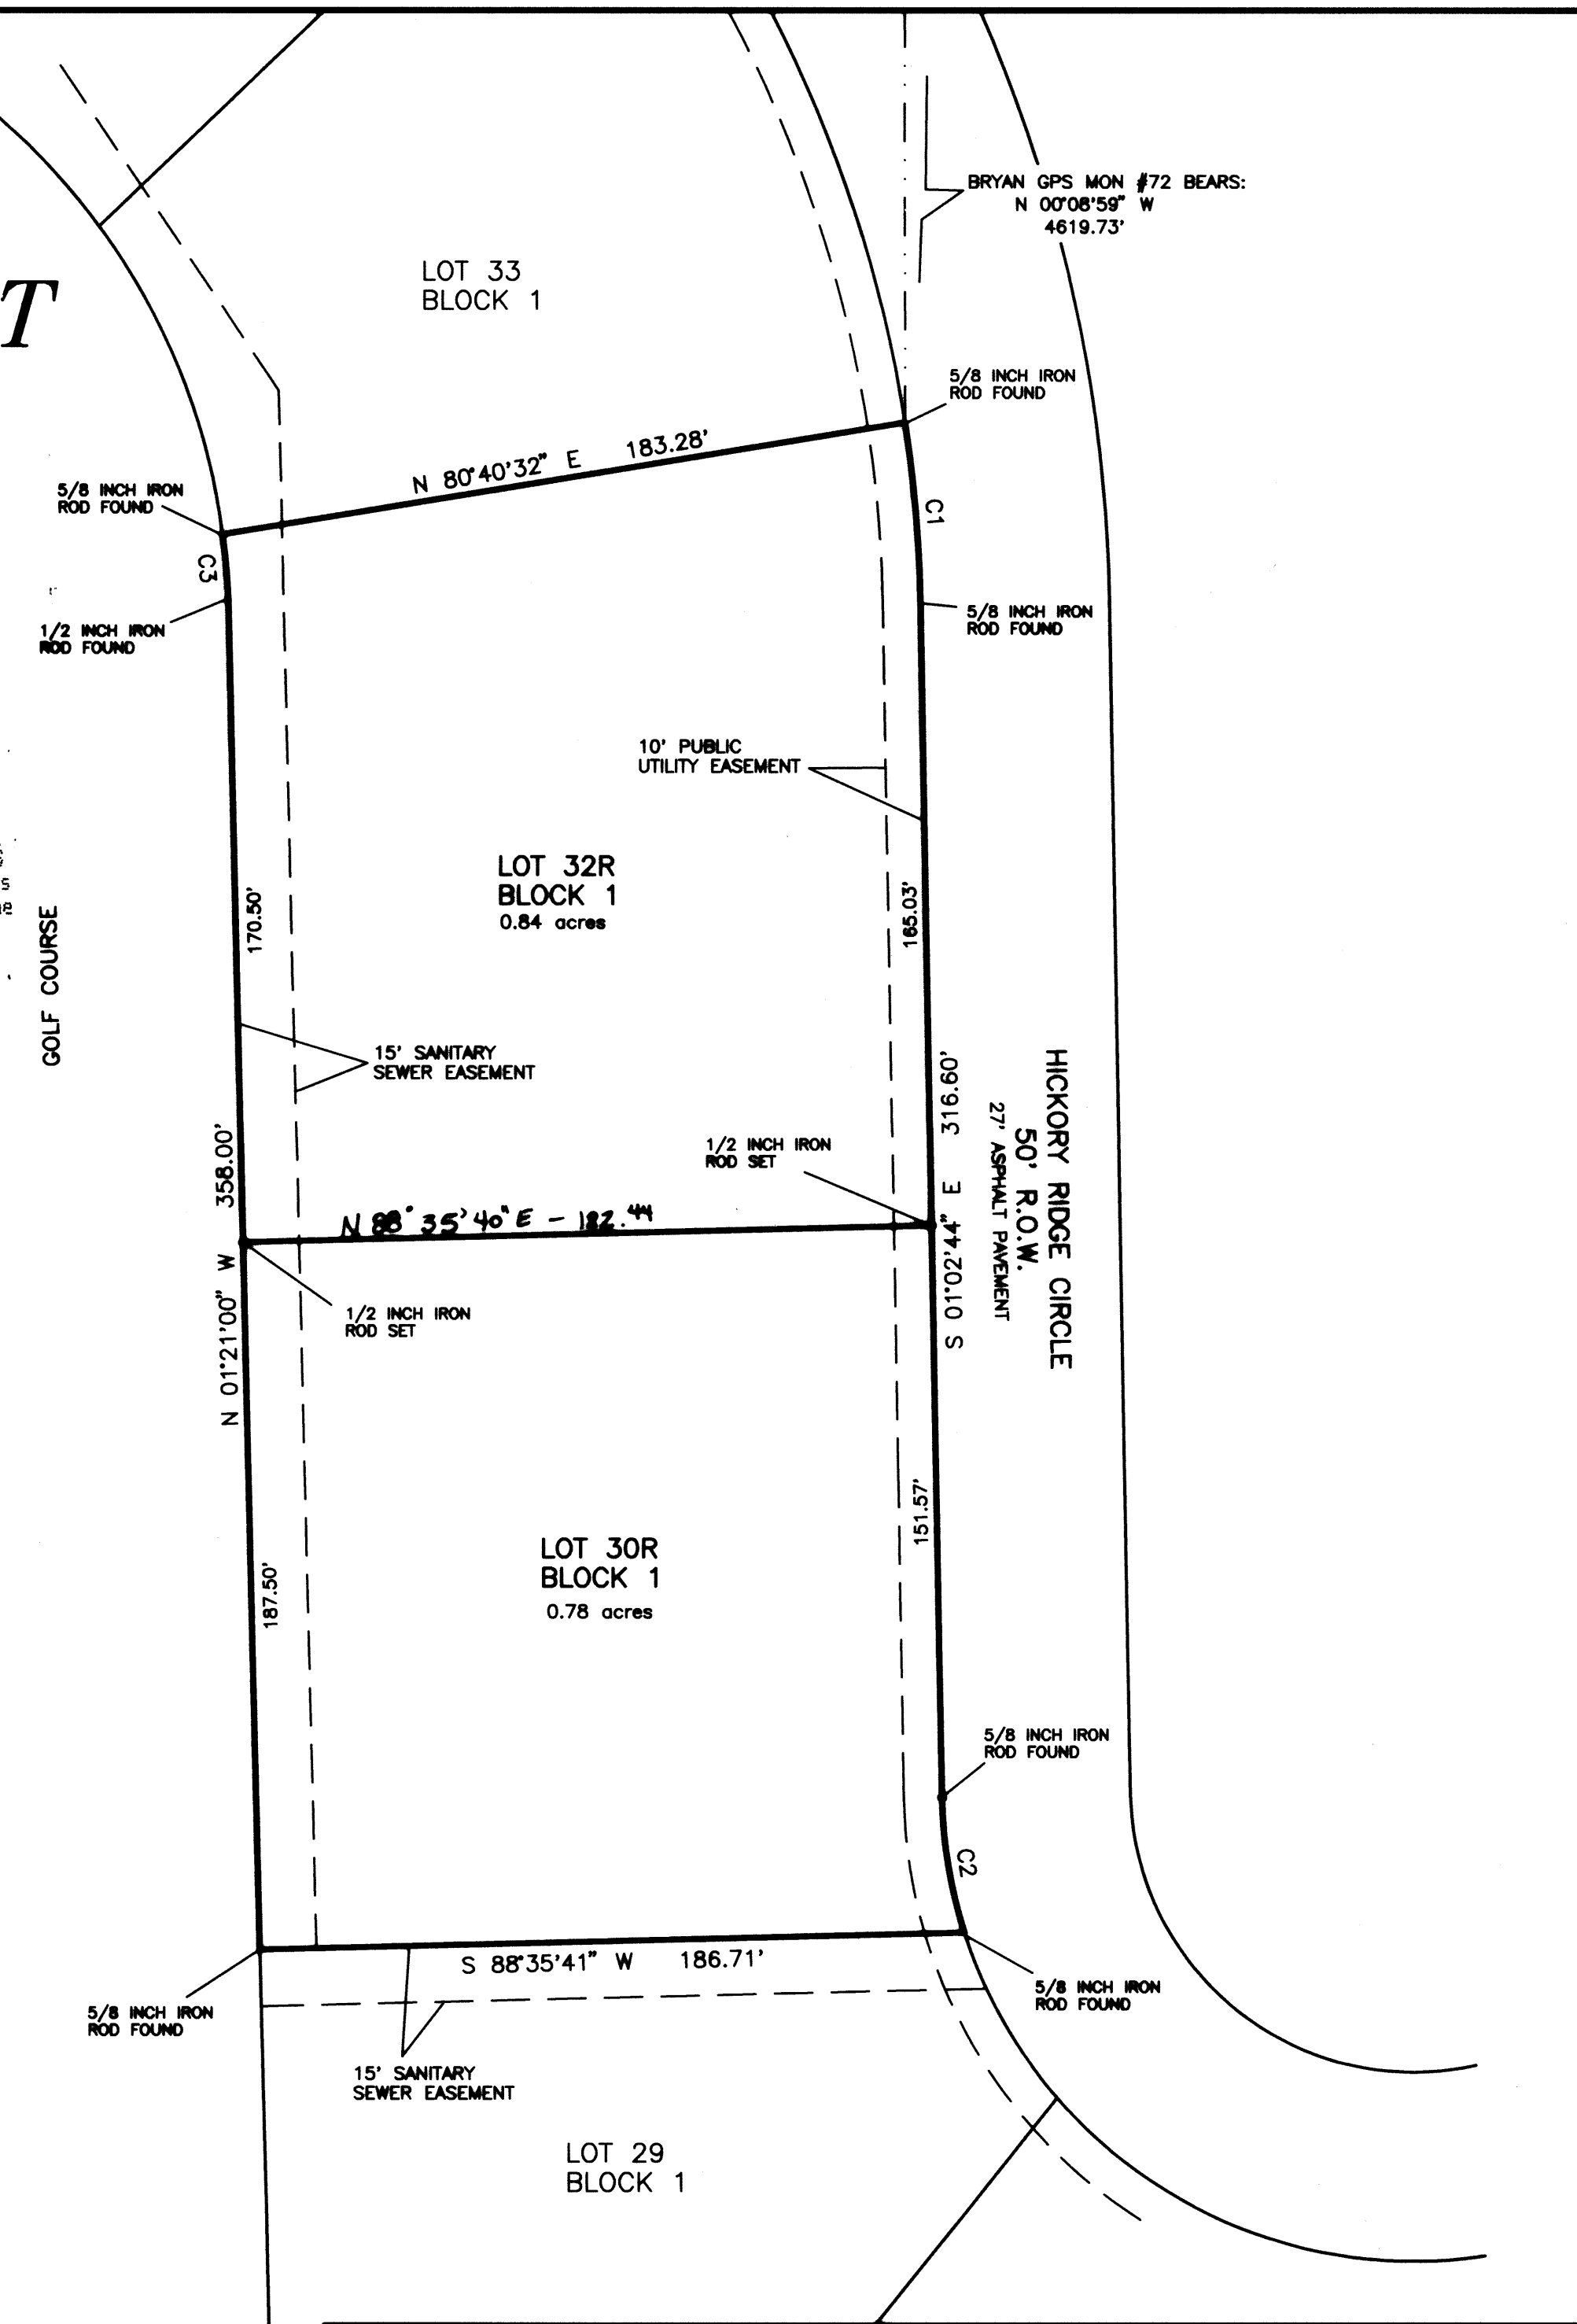 BRYAN GPS MON #72 BEARS:
N 00°08'59" W
4619.73'
LOT 33
BLOCK 1
T
5/8 INCH IRON
ROD FOUND
N 80°40'32" E 183.28'
5/8 INCH IRON
ROD FOUND
C1
C3
1/2 INCH IRON
ROD FOUND
5/8 INCH IRON
ROD FOUND
10' PUBLIC
UTILITY EASEMENT
LOT 32R
BLOCK 1
0.84 acres
170.50'
165.03'
GOLF COURSE
15' SANITARY
SEWER EASEMENT
HICKORY RIDGE CIRCLE
50' R.O.W.
27' ASPHALT PAVEMENT
1/2 INCH IRON
ROD SET
N 01°21'00" W 358.00'
S 01°02'44" E 316.60'
N 88° 35' 40" E - 182.44
1/2 INCH IRON
ROD SET
LOT 30R
BLOCK 1
0.78 acres
187.50'
151.57'
5/8 INCH IRON
ROD FOUND
C2
S 88°35'41" W 186.71'
5/8 INCH IRON
ROD FOUND
5/8 INCH IRON
ROD FOUND
15' SANITARY
SEWER EASEMENT
LOT 29
BLOCK 1